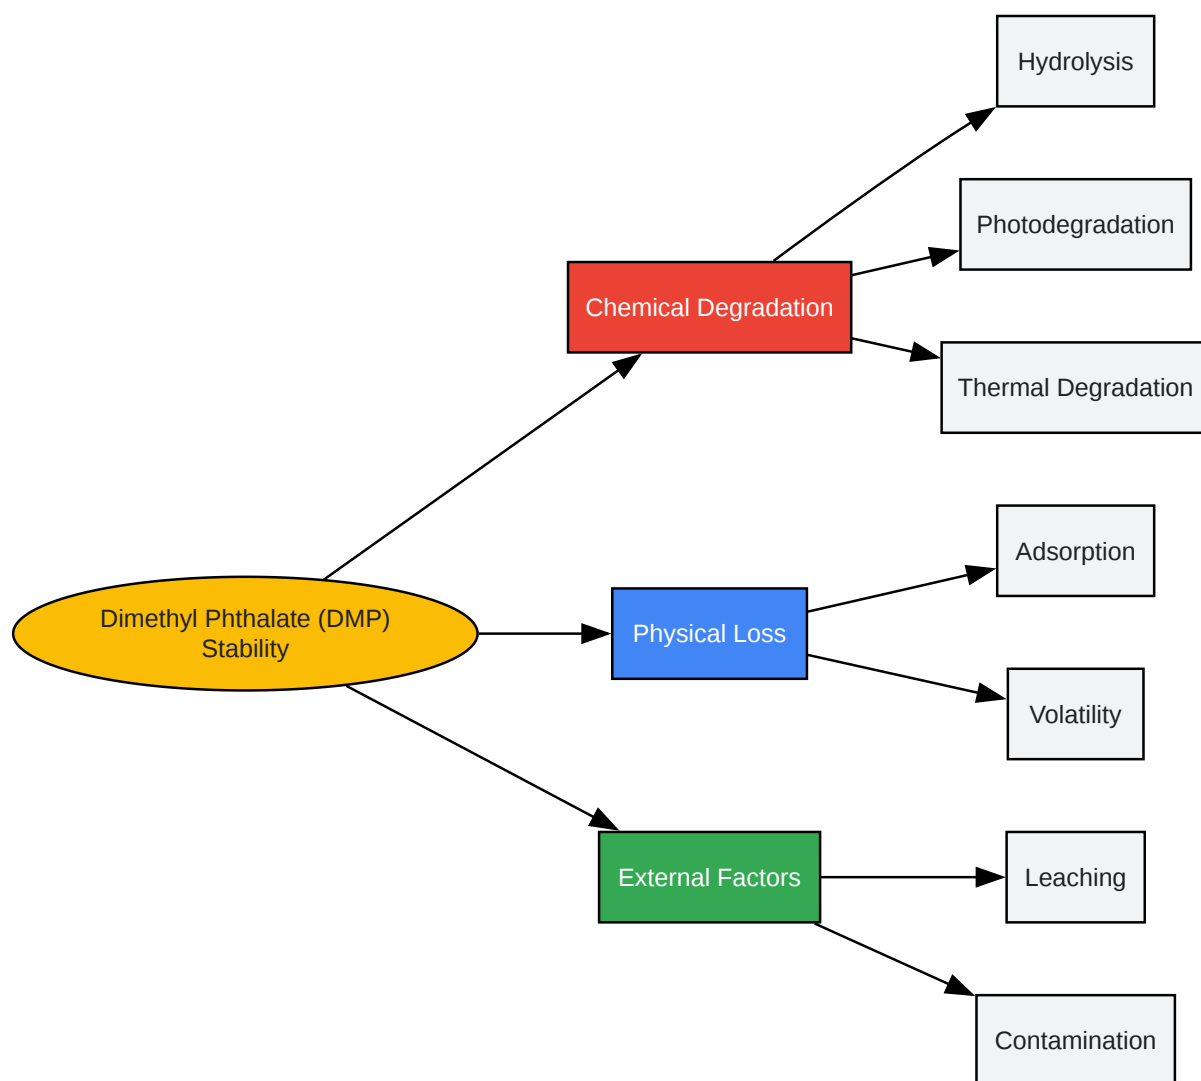 Hydrolysis
Photodegradation
Chemical Degradation
Thermal Degradation
Adsorption
Dimethyl Phthalate (DMP)
Stability
Physical Loss
Volatility
External Factors
Leaching
Contamination